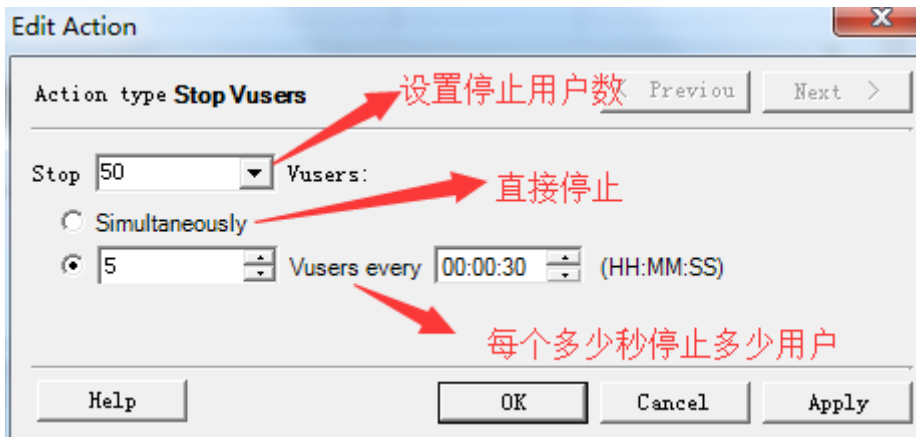 Edit Action
Action type Stop Vusers
设置停止用户数
< Previou
Next >
Stop 50 Vusers:
直接停止
Simultaneously
5 Vusers every 00:00:30 (HH:MM:SS)
每个多少秒停止多少用户
Help
OK
Cancel
Apply